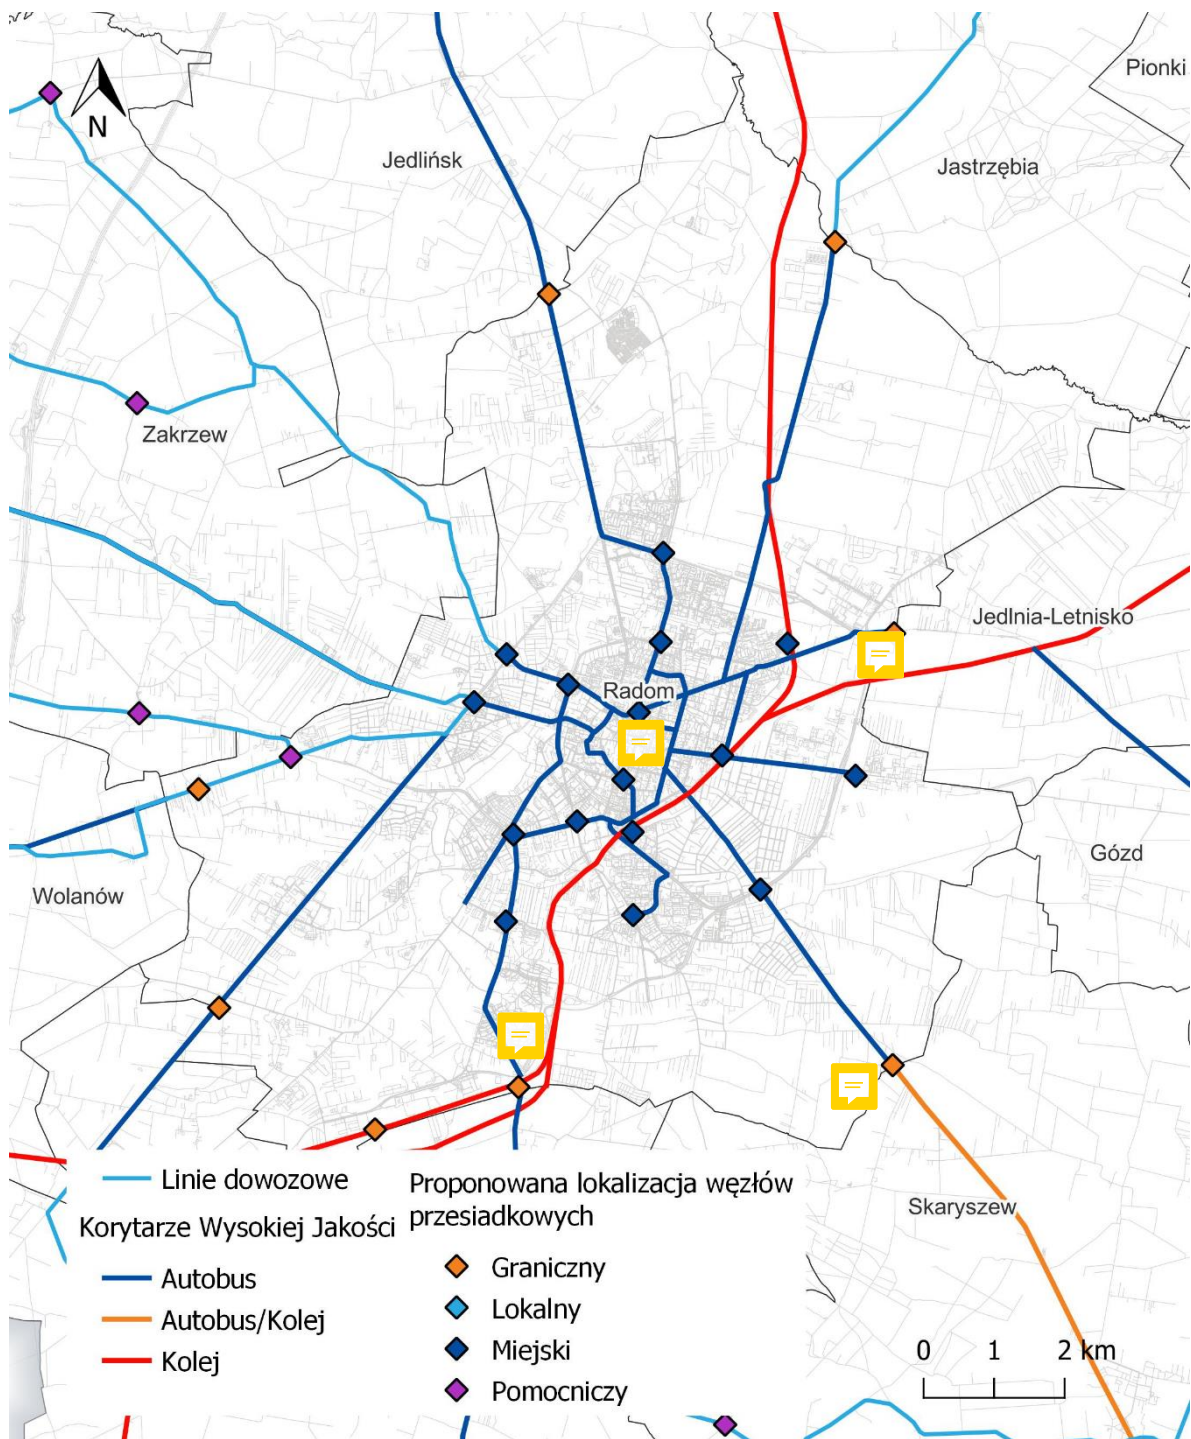 Pionki
N
Jedlińsk
Jastrzębia
Zakrzew
Jedlnia-Letnisko
Radom
Gózd
Wolanów
Linie dowozowe
Korytarze Wysokiej Jakości
Autobus
Autobus/Kolej
Kolej
Proponowana lokalizacja węzłów
przesiadkowych
Graniczny
Lokalny
Miejski
Pomocniczy
Skaryszew
0 1 2 km